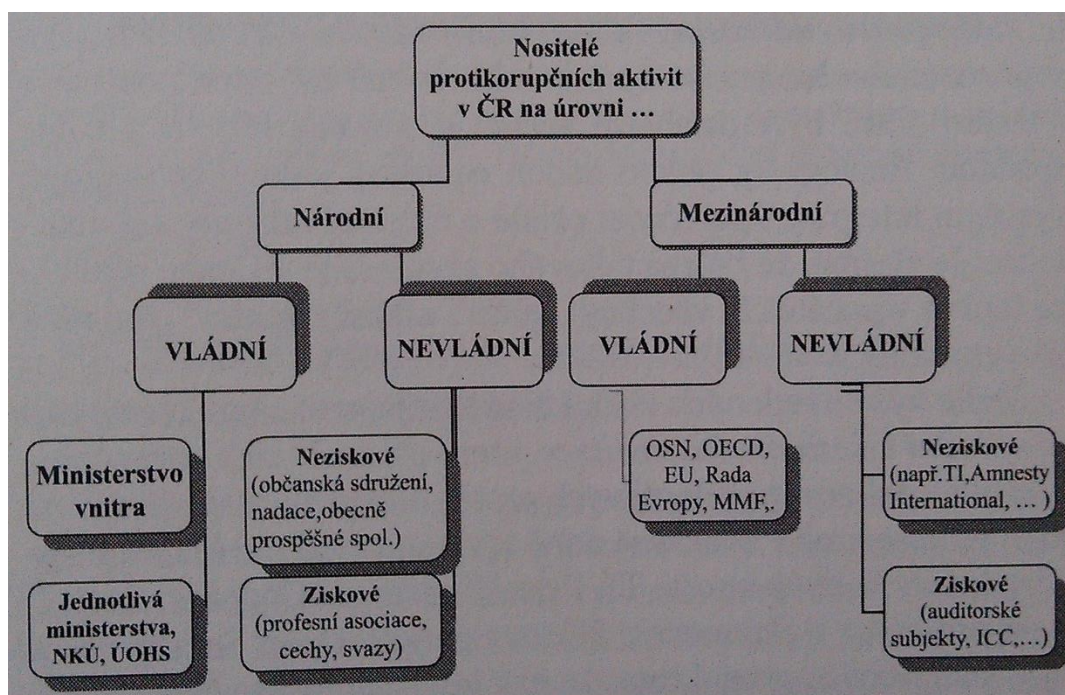 Nositelé
protikorupčních aktivit
v ČR na úrovni ...
Národní
Mezinárodní
VLÁDNÍ
NEVLÁDNÍ
VLÁDNÍ
NEVLÁDNÍ
Ministerstvo
vnitra
Neziskové
(občanská sdružení,
nadace,obecně
prospěšné spol.)
OSN, OECD,
EU, Rada
Evropy, MMF,.
Neziskové
(např.TI,Amnesty
International, ... )
Jednotlivá
ministerstva,
NKÚ, ÚOHS
Ziskové
(profesní asociace,
cechy, svazy)
Ziskové
(auditorské
subjekty, ICC,...)